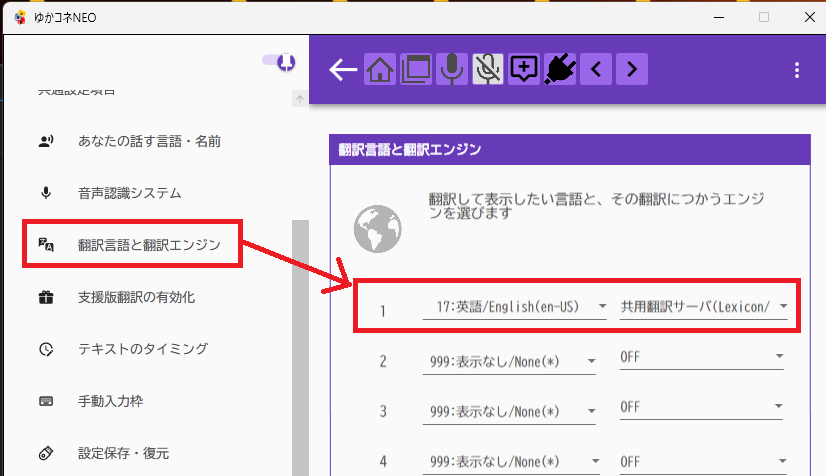 ゆかコネNEO
共通設定項目
あなたの話す言語・名前
音声認識システム
翻訳言語と翻訳エンジン
支援版翻訳の有効化
テキストのタイミング
手動入力枠
設定保存・復元
翻訳言語と翻訳エンジン
翻訳して表示したい言語と、その翻訳につかうエンジ
ンを選びます
1 17:英語/English(en-US) 共用翻訳サーバ(Lexicon/
2 999:表示なし/None(*) OFF
3 999:表示なし/None(*) OFF
4 999:表示なし/None(*) OFF